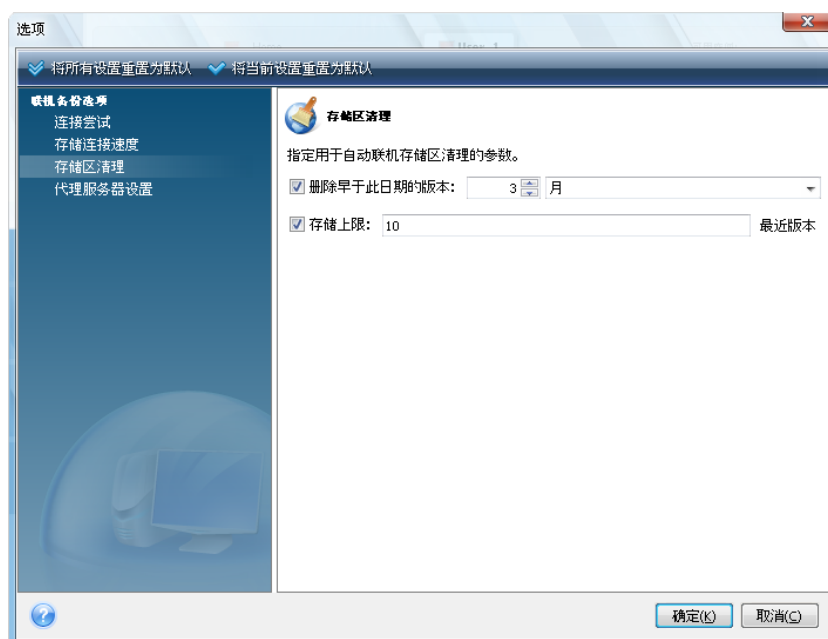 选项
将所有设置重置为默认 将当前设置重置为默认
联机备份选项
连接尝试
存储连接速度
存储区清理
代理服务器设置
存储区清理
指定用于自动联机存储区清理的参数。
删除早于此日期的版本: 3 月
存储上限: 10 最近版本
确定(K) 取消(C)